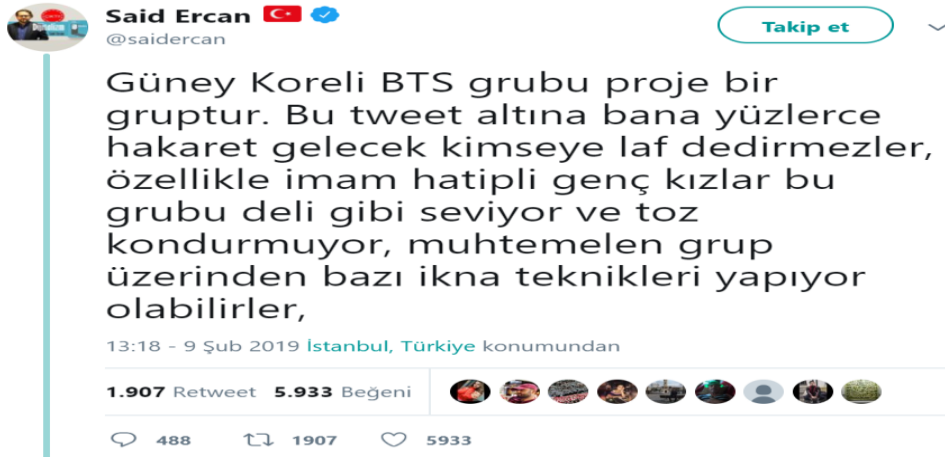 Said Ercan
@saidercan
Takip et
Güney Koreli BTS grubu proje bir
gruptur. Bu tweet altına bana yüzlerce
hakaret gelecek kimseye laf dedirmezler,
özellikle imam hatipli genç kızlar bu
grubu deli gibi seviyor ve toz
kondurmuyor, muhtemelen grup
üzerinden bazı ikna teknikleri yapıyor
olabilirler,
13:18 - 9 Şub 2019 İstanbul, Türkiye konumundan
1.907 Retweet 5.933 Beğeni
488 1907 5933